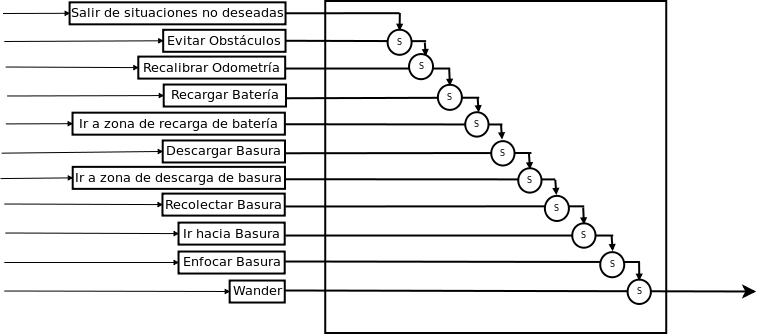 Salir de situaciones no deseadas
Evitar Obstáculos
S
Recalibrar Odometría
S
Recargar Batería
S
Ir a zona de recarga de batería
S
Descargar Basura
S
Ir a zona de descarga de basura
S
Recolectar Basura
S
Ir hacia Basura
S
Enfocar Basura
S
Wander
S